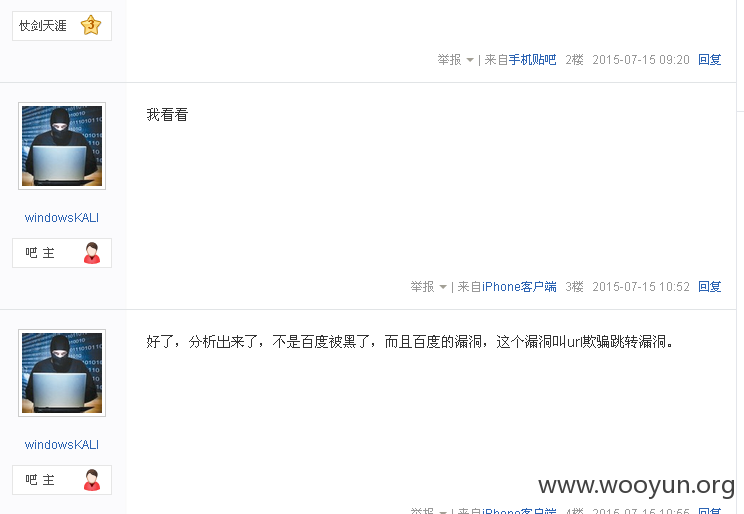 仗剑天涯 3
举报 | 来自手机贴吧 2楼 2015-07-15 09:20 回复
我看看
windowsKALI
吧 主
举报 | 来自iPhone客户端 3楼 2015-07-15 10:52 回复
好了，分析出来了，不是百度被黑了，而且百度的漏洞，这个漏洞叫url欺骗跳转漏洞。
windowsKALI
吧 主
www.wooyun.org
举报 | 来自iPhone客户端 4楼 2015-07-15 10:56 回复